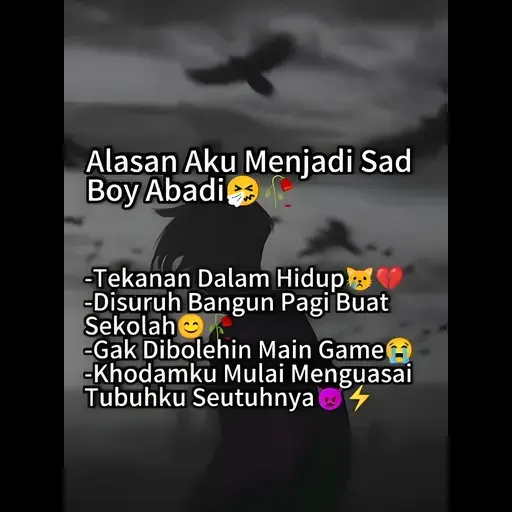 Alasan Aku Menjadi Sad
Boy Abadi🤧🥀
-Tekanan Dalam Hidup😿💔
-Disuruh Bangun Pagi Buat
Sekolah😊🥀
-Gak Dibolehin Main Game😭
-Khodamku Mulai Menguasai
Tubuhku Seutuhnya👿⚡